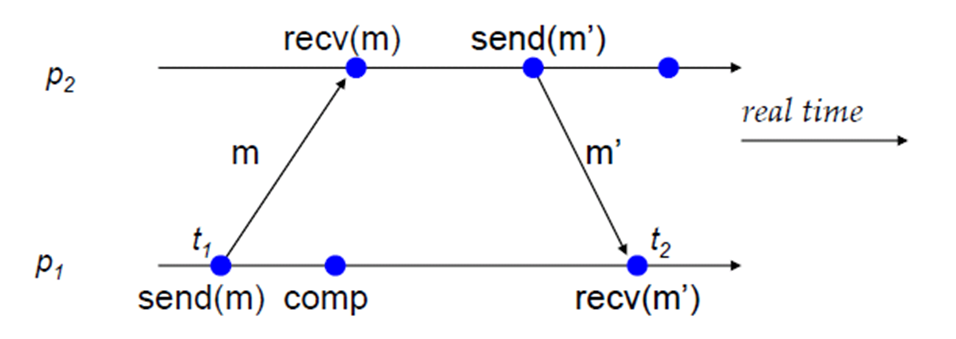 recv(m) send(m’)
p2
real time
m m’
t1 t2
p1
send(m) comp recv(m’)